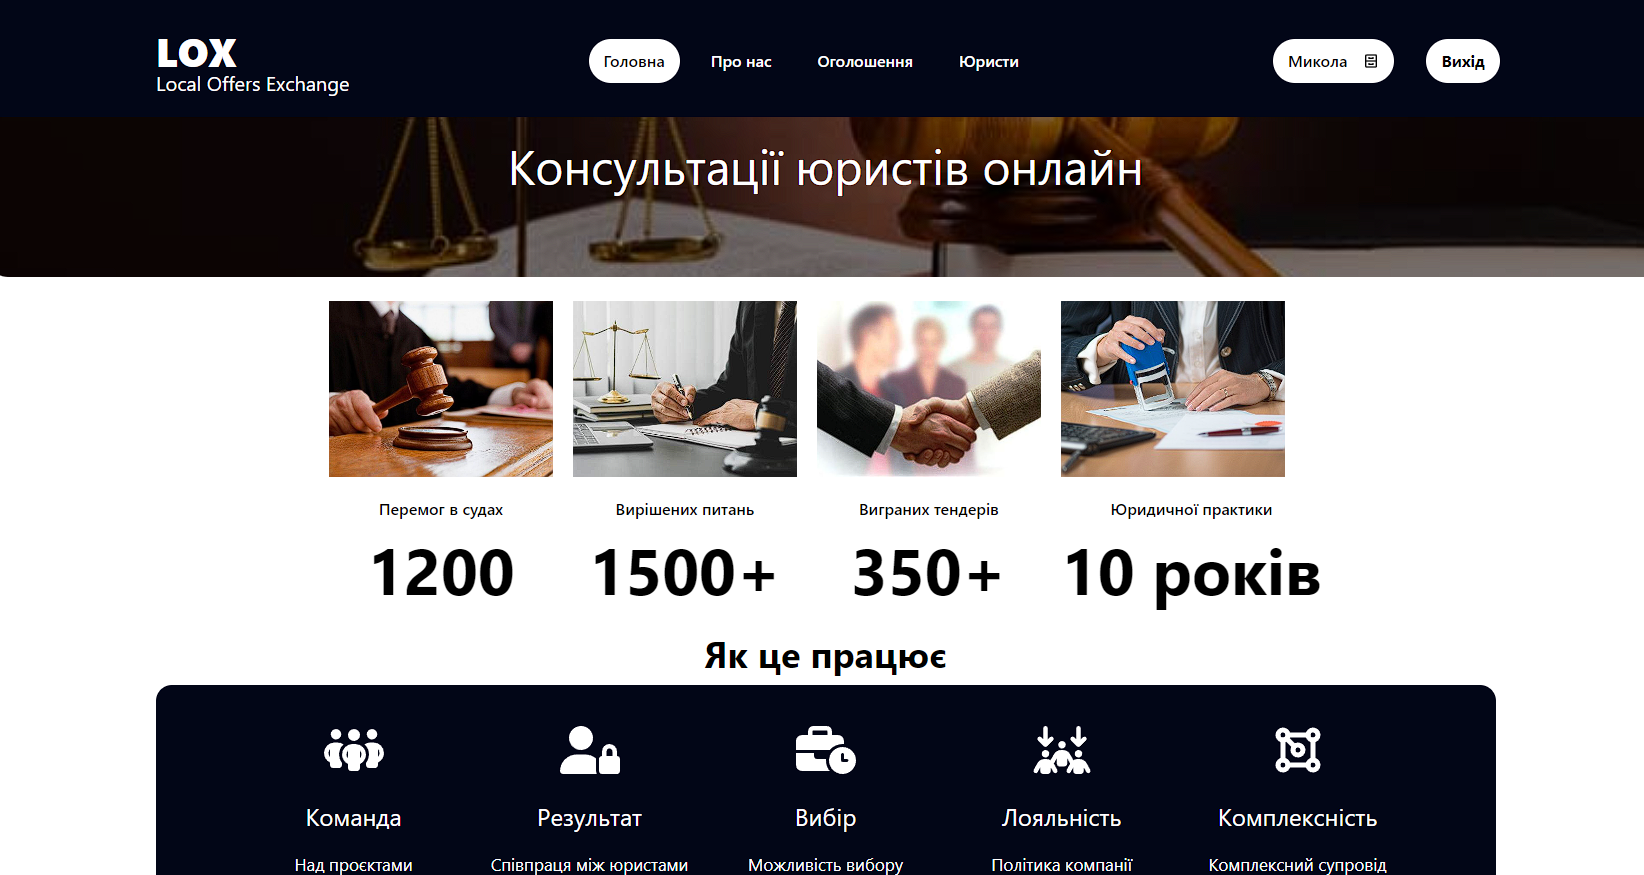 LOX
Local Offers Exchange
Головна
Про нас
Оголошення
Юристи
Микола
Вихід
Консультації юристів онлайн
Перемог в судах
Вирішених питань
Виграних тендерів
Юридичної практики
1200
1500+
350+
10 років
Як це працює
Команда
Результат
Вибір
Лояльність
Комплексність
Над проєктами
Співпраця між юристами
Можливість вибору
Політика компанії
Комплексний супровід